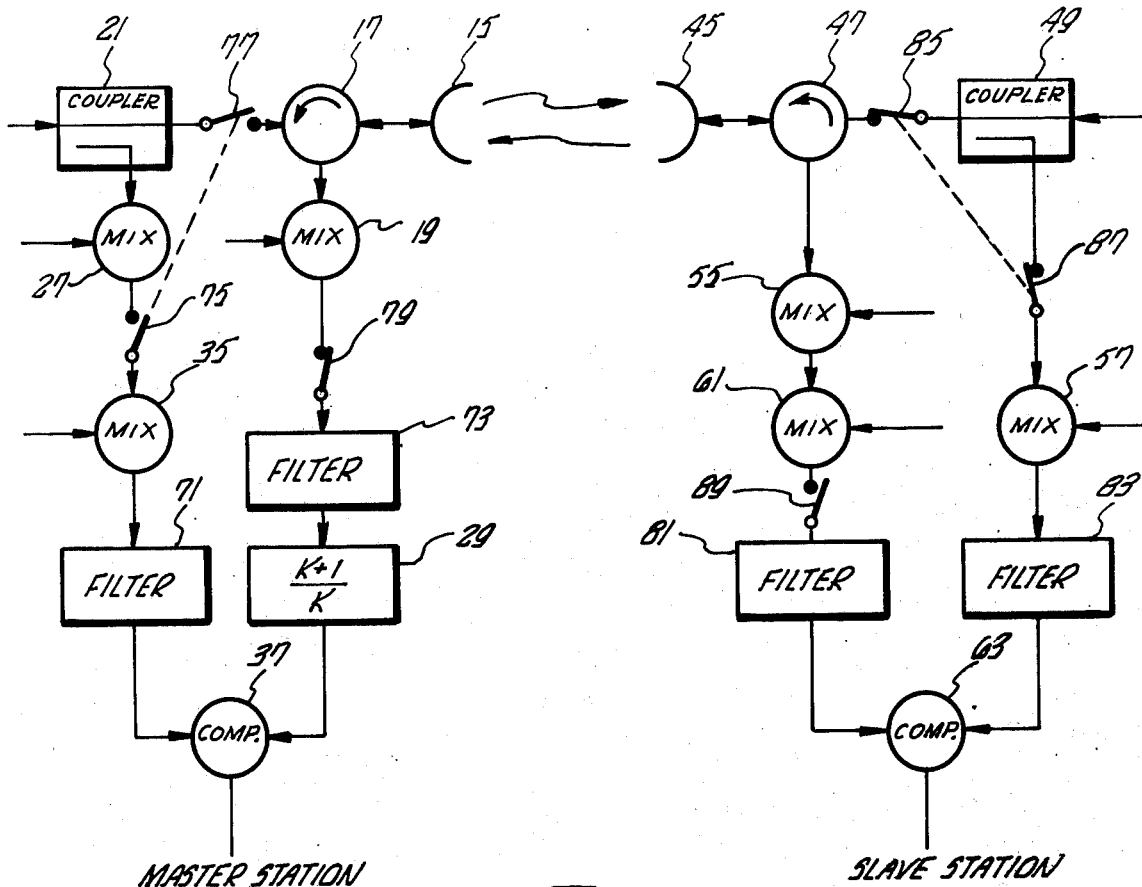 21
77
17
15
45
47
85
49
COUPLER
COUPLER
MIX
27
MIX
19
75
79
55
MIX
87
35
MIX
61
MIX
57
MIX
73
FILTER
89
71
FILTER
29
K+1
K
81
FILTER
83
FILTER
37
COMP.
63
COMP.
MASTER STATION
SLAVE STATION